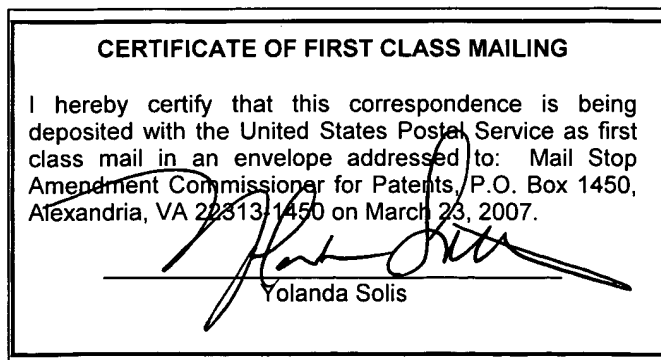 CERTIFICATE OF FIRST CLASS MAILING
I hereby certify that this correspondence is being
deposited with the United States Postal Service as first
class mail in an envelope addressed to: Mail Stop
Amendment Commissioner for Patents, P.O. Box 1450,
Alexandria, VA 22313-1450 on March 23, 2007.
Yolanda Solis